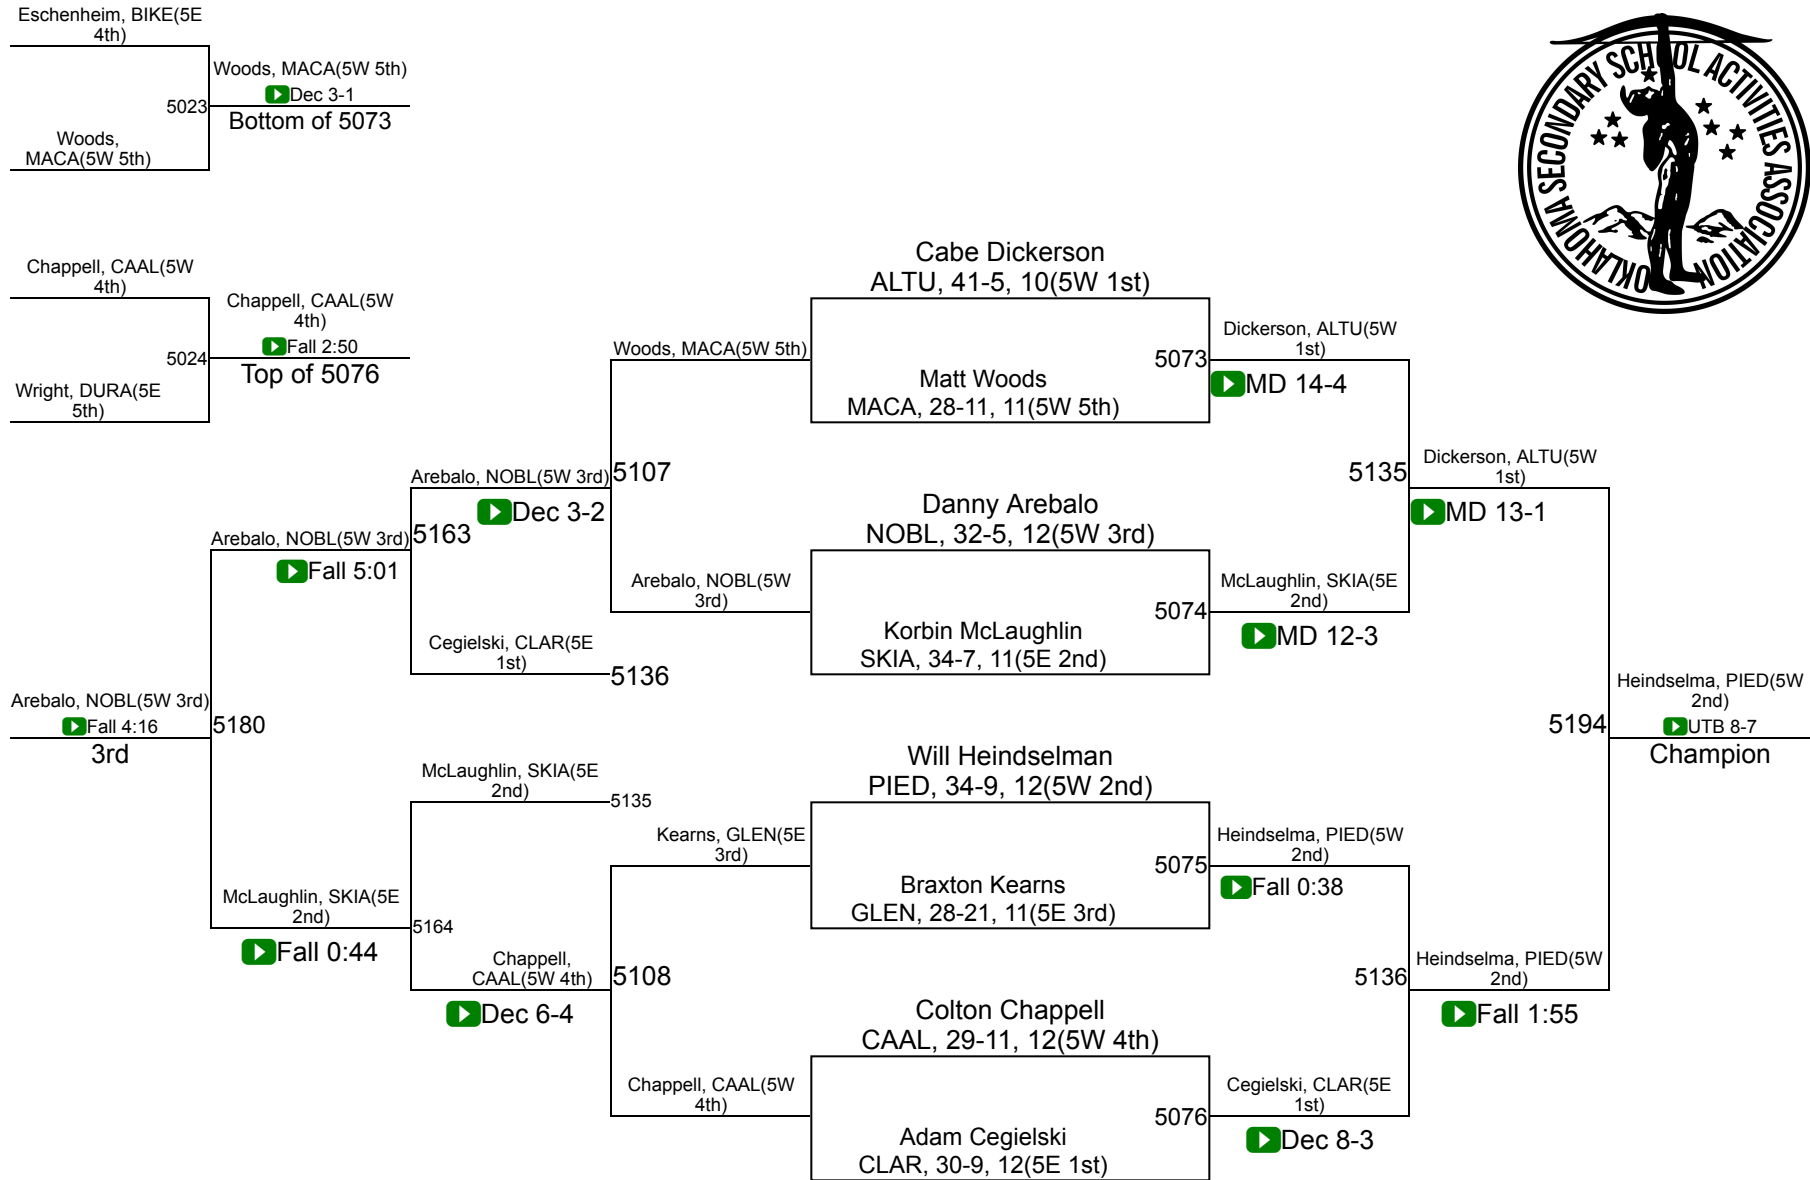 Eschenheim, BIKE(5E
4th)
5023
Woods,
MACA(5W 5th)
Woods, MACA(5W 5th)
Dec 3-1
Bottom of 5073
Chappell, CAAL(5W
4th)
5024
Wright, DURA(5E
5th)
Chappell, CAAL(5W
4th)
Fall 2:50
Top of 5076
OKLAHOMA SECONDARY SCHOOL ACTIVITIES ASSOCIATION
Cabe Dickerson
ALTU, 41-5, 10(5W 1st)
5073
Matt Woods
MACA, 28-11, 11(5W 5th)
Danny Arebalo
NOBL, 32-5, 12(5W 3rd)
5074
Korbin McLaughlin
SKIA, 34-7, 11(5E 2nd)
Will Heindselman
PIED, 34-9, 12(5W 2nd)
5075
Braxton Kearns
GLEN, 28-21, 11(5E 3rd)
Colton Chappell
CAAL, 29-11, 12(5W 4th)
5076
Adam Cegielski
CLAR, 30-9, 12(5E 1st)
Dickerson, ALTU(5W
1st)
MD 14-4
5135
McLaughlin, SKIA(5E
2nd)
MD 12-3
Heindselma, PIED(5W
2nd)
Fall 0:38
5136
Cegielski, CLAR(5E
1st)
Dec 8-3
Dickerson, ALTU(5W
1st)
MD 13-1
5194
Heindselma, PIED(5W
2nd)
Fall 1:55
Heindselma, PIED(5W
2nd)
UTB 8-7
Champion
Woods, MACA(5W 5th)
5107
Arebalo, NOBL(5W
3rd)
Kearns, GLEN(5E
3rd)
5108
Chappell, CAAL(5W
4th)
Arebalo, NOBL(5W 3rd)
Dec 3-2
5163
Cegielski, CLAR(5E
1st)
5136
McLaughlin, SKIA(5E
2nd)
5135
5164
Chappell,
CAAL(5W 4th)
Dec 6-4
Arebalo, NOBL(5W 3rd)
Fall 5:01
5180
McLaughlin, SKIA(5E
2nd)
Fall 0:44
Arebalo, NOBL(5W 3rd)
Fall 4:16
3rd